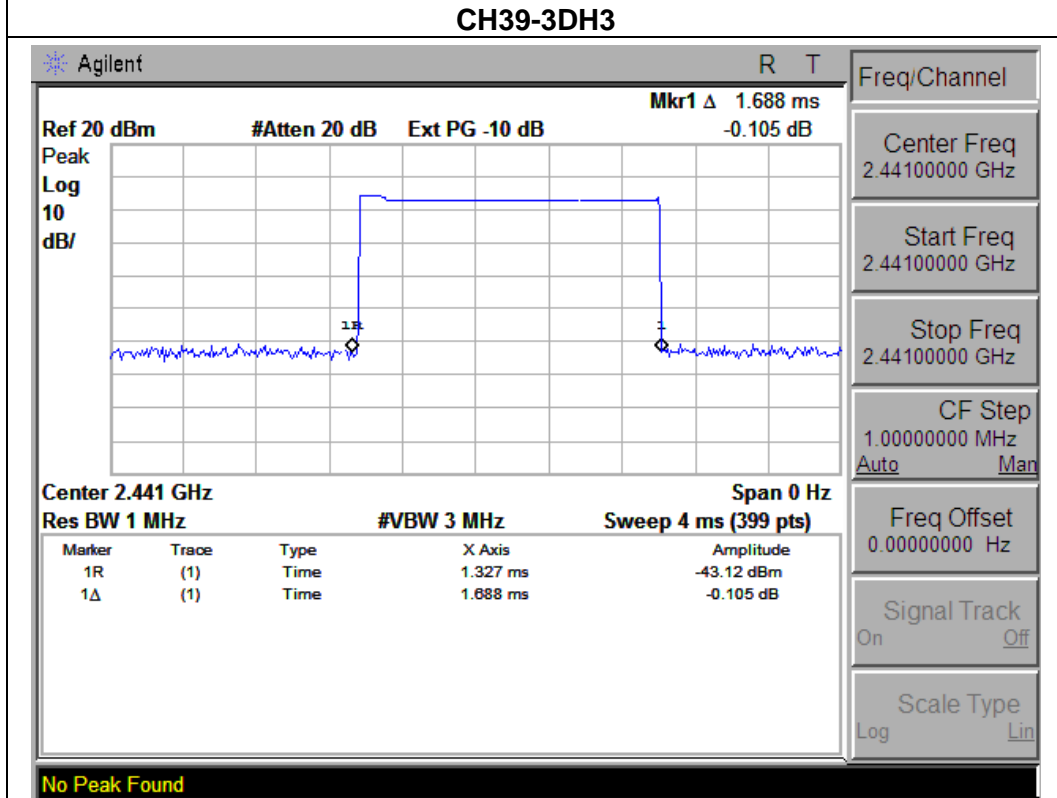 CH39-3DH3
Agilent R T
Mkr1 Δ 1.688 ms
Ref 20 dBm #Atten 20 dB Ext PG -10 dB -0.105 dB
Peak
Log
10
dB/
1R 1
Center 2.441 GHz Span 0 Hz
Res BW 1 MHz #VBW 3 MHz Sweep 4 ms (399 pts)
Marker Trace Type X Axis Amplitude
1R (1) Time 1.327 ms -43.12 dBm
1Δ (1) Time 1.688 ms -0.105 dB
No Peak Found
Freq/Channel
Center Freq
2.44100000 GHz
Start Freq
2.44100000 GHz
Stop Freq
2.44100000 GHz
CF Step
1.00000000 MHz
Auto Man
Freq Offset
0.00000000 Hz
Signal Track
On Off
Scale Type
Log Lin